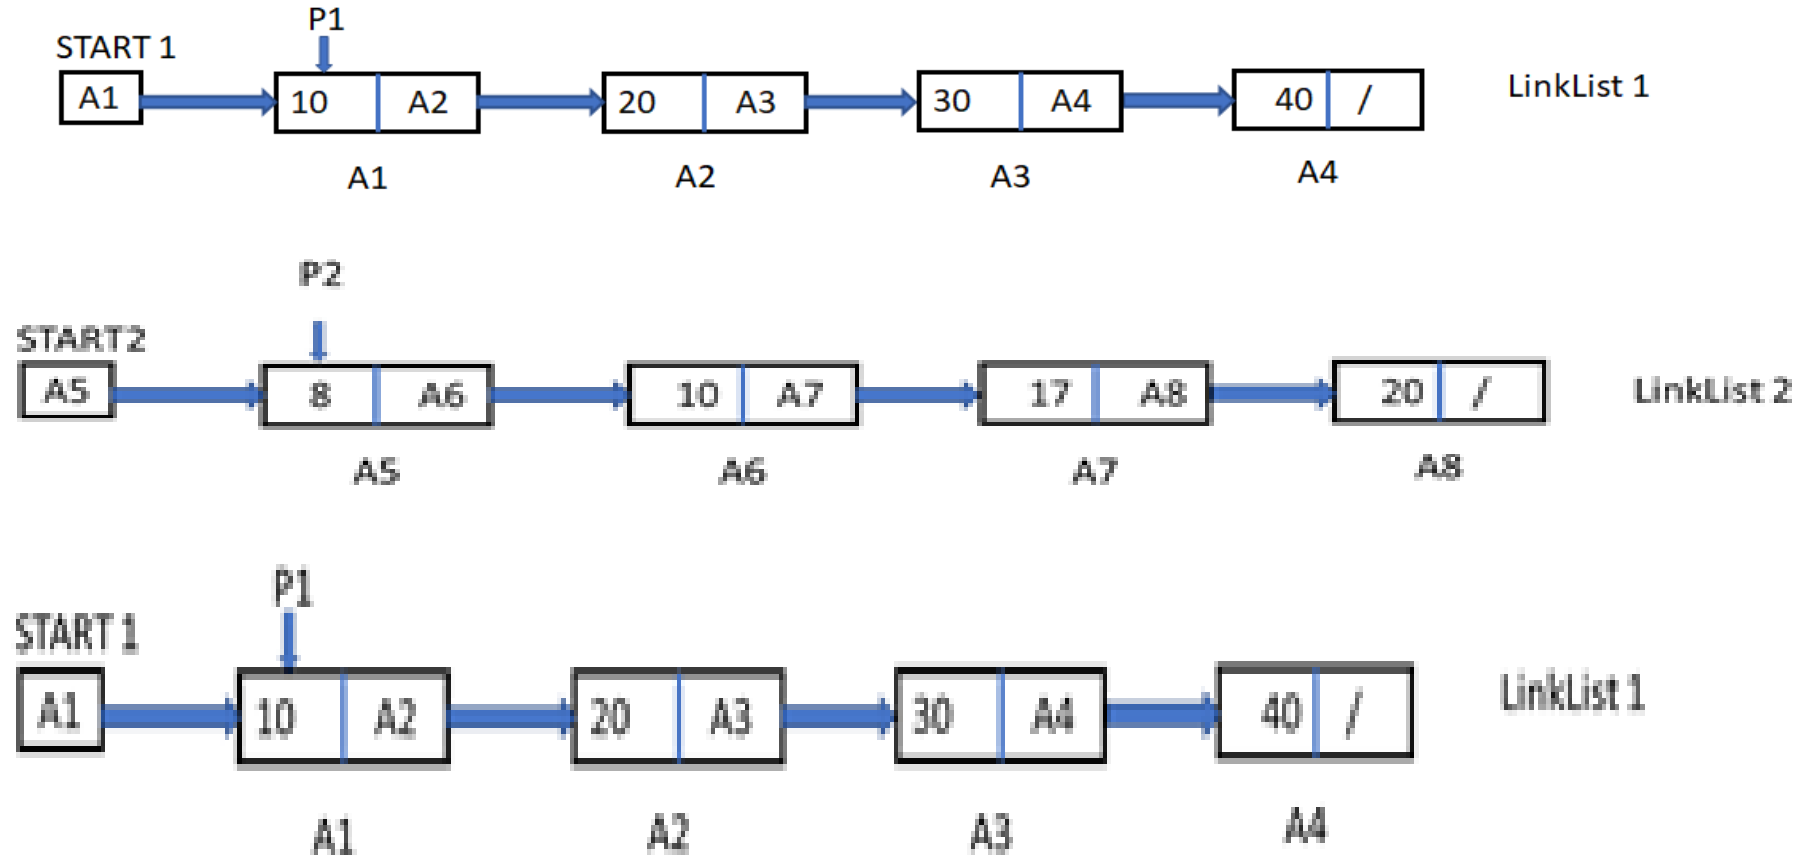 P1
START 1
A1 10 A2 20 A3 30 A4 40 / LinkList 1
A1 A2 A3 A4
P2
START2
A5 8 A6 10 A7 17 A8 20 / LinkList 2
A5 A6 A7 A8
P1
START 1
A1 10 A2 20 A3 30 A4 40 / LinkList 1
A1 A2 A3 A4